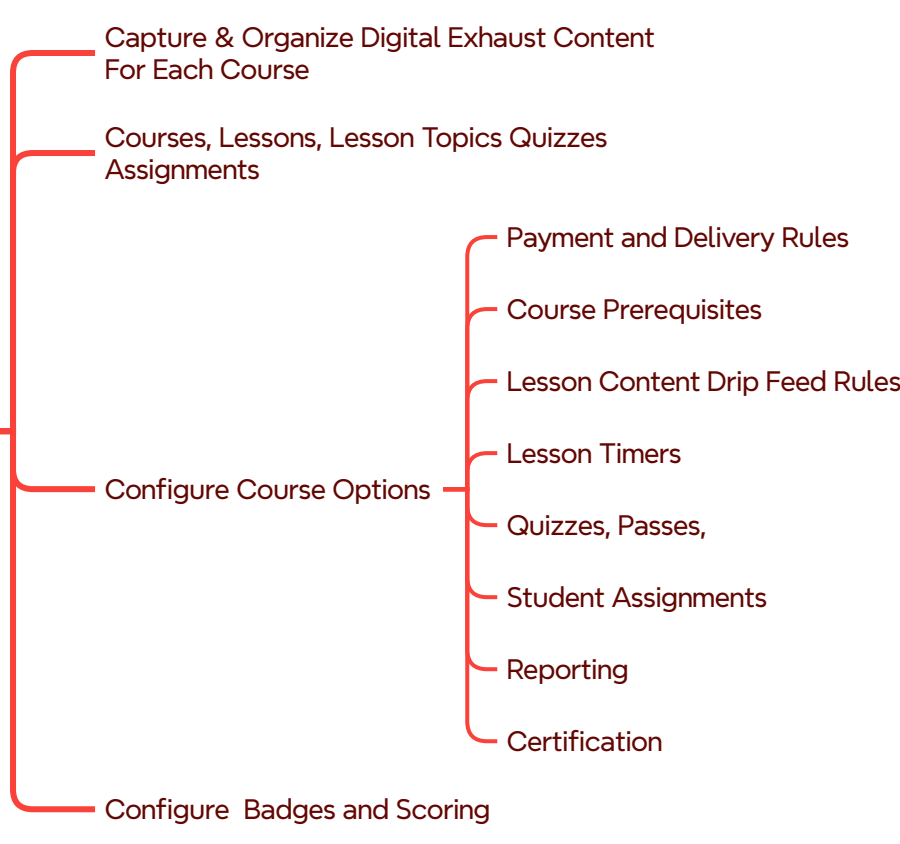 Capture & Organize Digital Exhaust Content
For Each Course
Courses, Lessons, Lesson Topics Quizzes
Assignments
Payment and Delivery Rules
Course Prerequisites
Lesson Content Drip Feed Rules
Lesson Timers
Configure Course Options
Quizzes, Passes,
Student Assignments
Reporting
Certification
Configure  Badges and Scoring